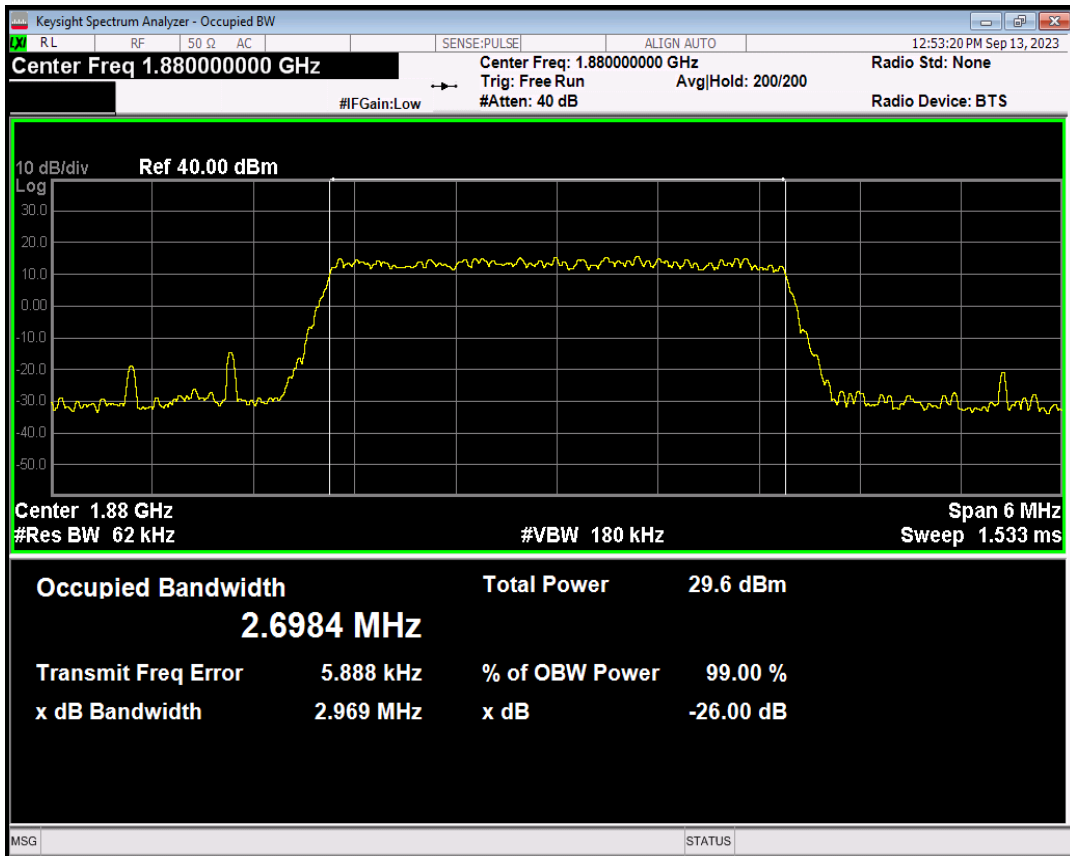 Keysight Spectrum Analyzer - Occupied BW
LXI RL RF 50 Ω AC SENSE:PULSE ALIGN AUTO 12:53:20 PM Sep 13, 2023
Center Freq 1.880000000 GHz Center Freq: 1.880000000 GHz Radio Std: None
Trig: Free Run Avg|Hold: 200/200
#IFGain:Low #Atten: 40 dB Radio Device: BTS
10 dB/div Ref 40.00 dBm
Log
30.0
20.0
10.0
0.00
-10.0
-20.0
-30.0
-40.0
-50.0
Center 1.88 GHz Span 6 MHz
#Res BW 62 kHz #VBW 180 kHz Sweep 1.533 ms
Occupied Bandwidth Total Power 29.6 dBm
2.6984 MHz
Transmit Freq Error 5.888 kHz % of OBW Power 99.00 %
x dB Bandwidth 2.969 MHz x dB -26.00 dB
MSG STATUS